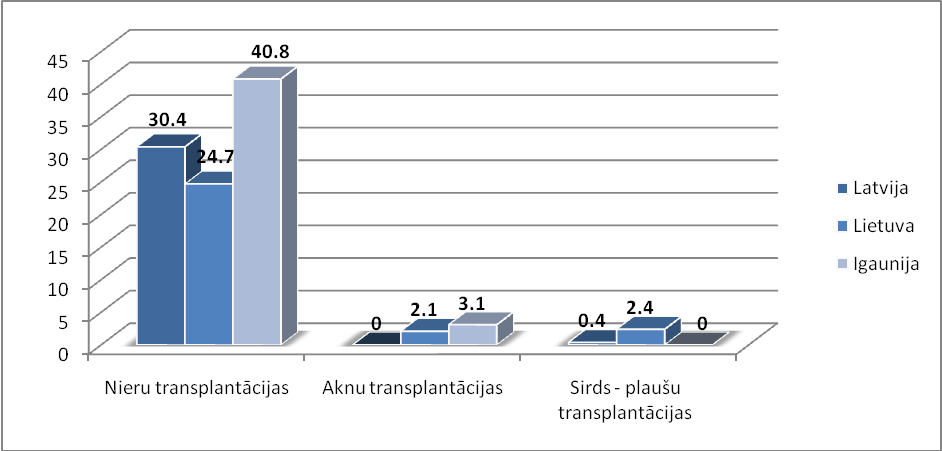 45
40
35
30
25
20
15
10
5
0
30.4
24.7
40.8
0
2.1
3.1
0.4
2.4
0
Nieru transplantācijas
Aknu transplantācijas
Sirds - plaušu
transplantācijas
Latvija
Lietuva
Igaunija